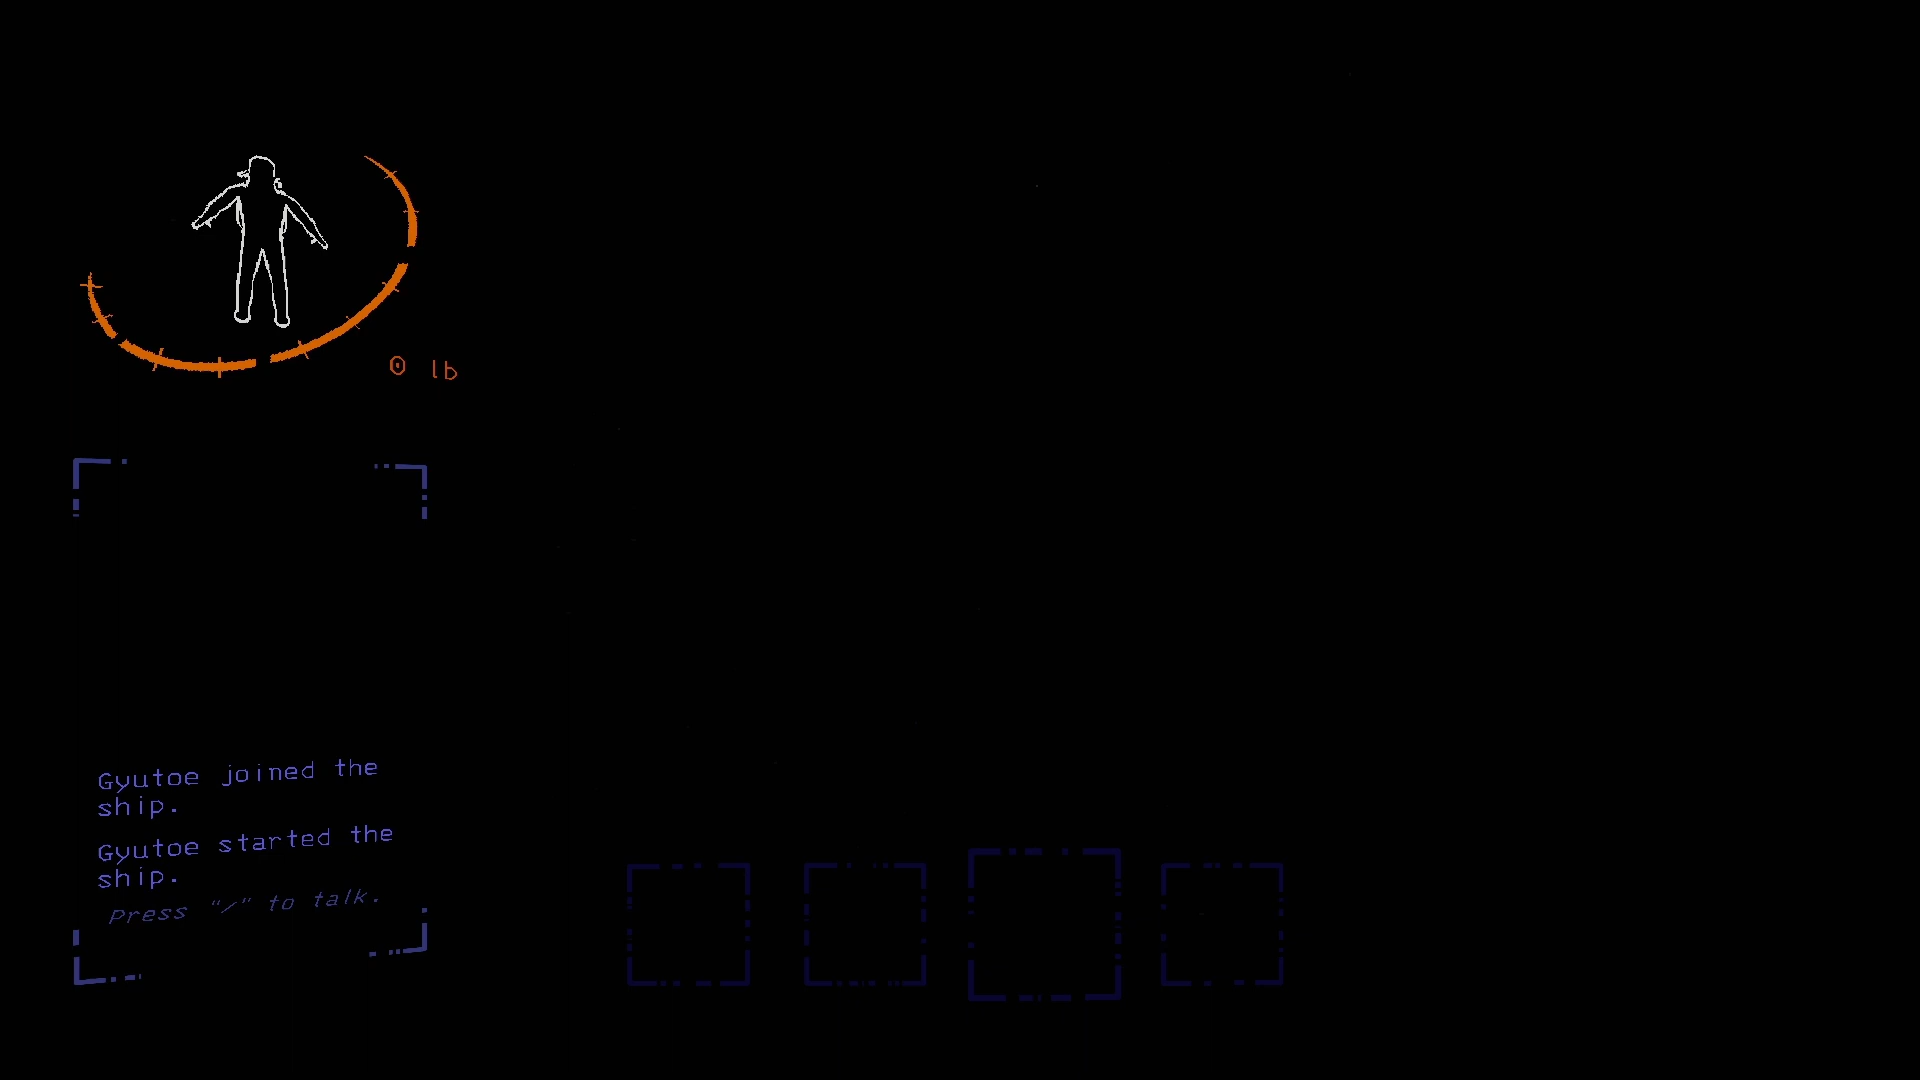 0 lb
Gyutoe joined the
ship.
Gyutoe started the
ship.
Press "/" to talk.